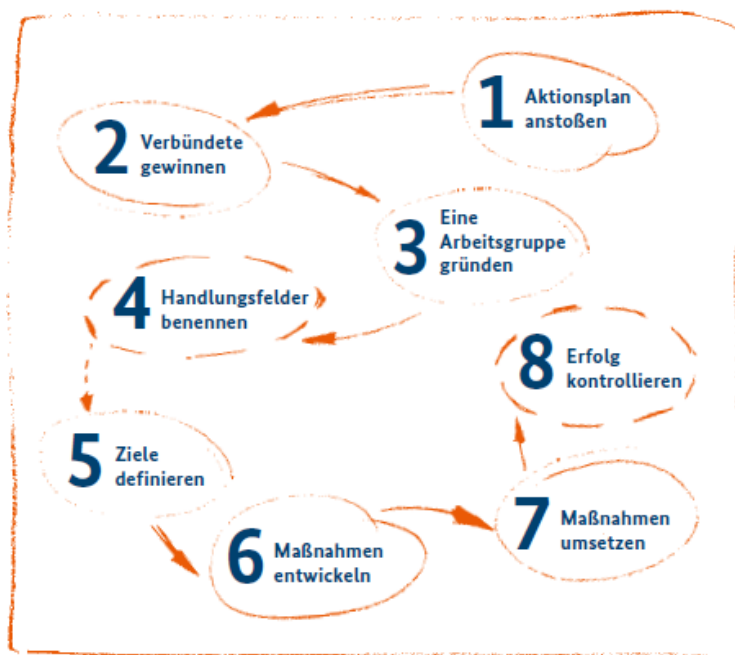 1 Aktionsplan
anstoßen
2 Verbündete
gewinnen
3 Eine
Arbeitsgruppe
gründen
4 Handlungsfelder
benennen
5 Ziele
definieren
6 Maßnahmen
entwickeln
7 Maßnahmen
umsetzen
8 Erfolg
kontrollieren